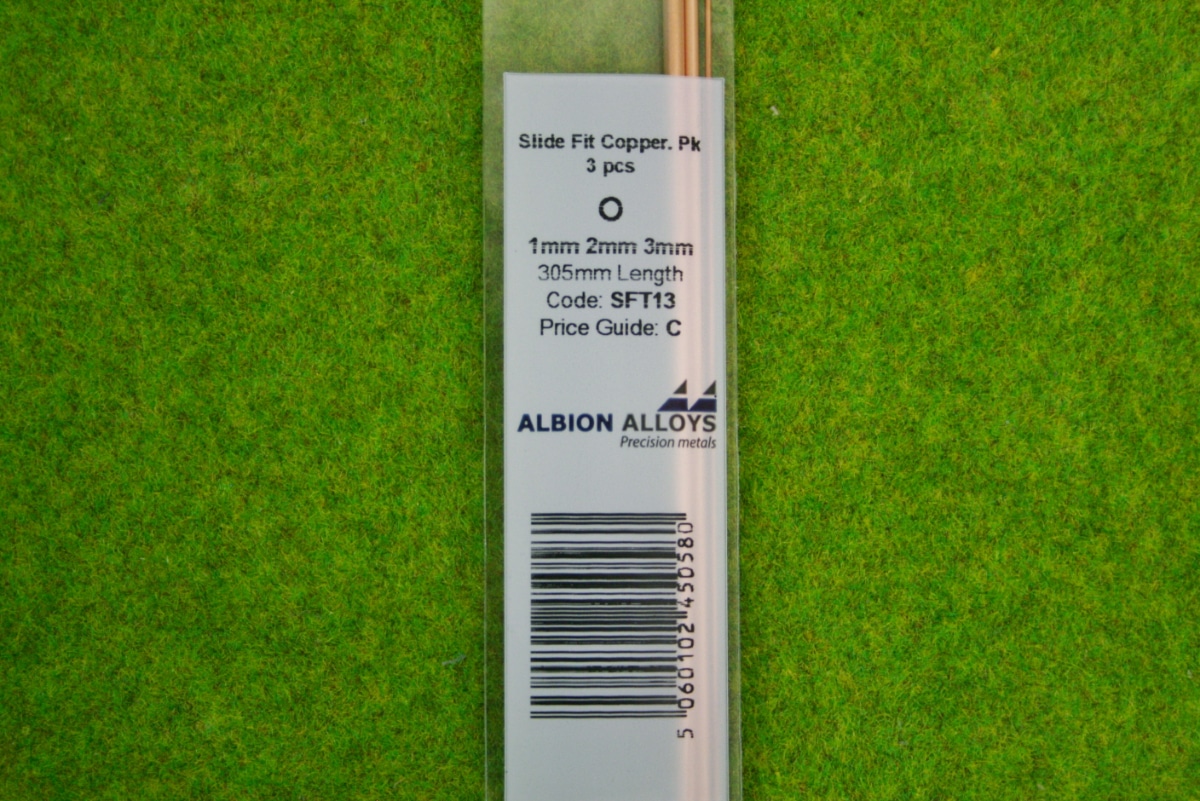 Slide Fit Copper. Pk
3 pcs
1mm 2mm 3mm
305mm Length
Code: SFT13
Price Guide: C
ALBION ALLOYS
Precision metals
5 060102 450580